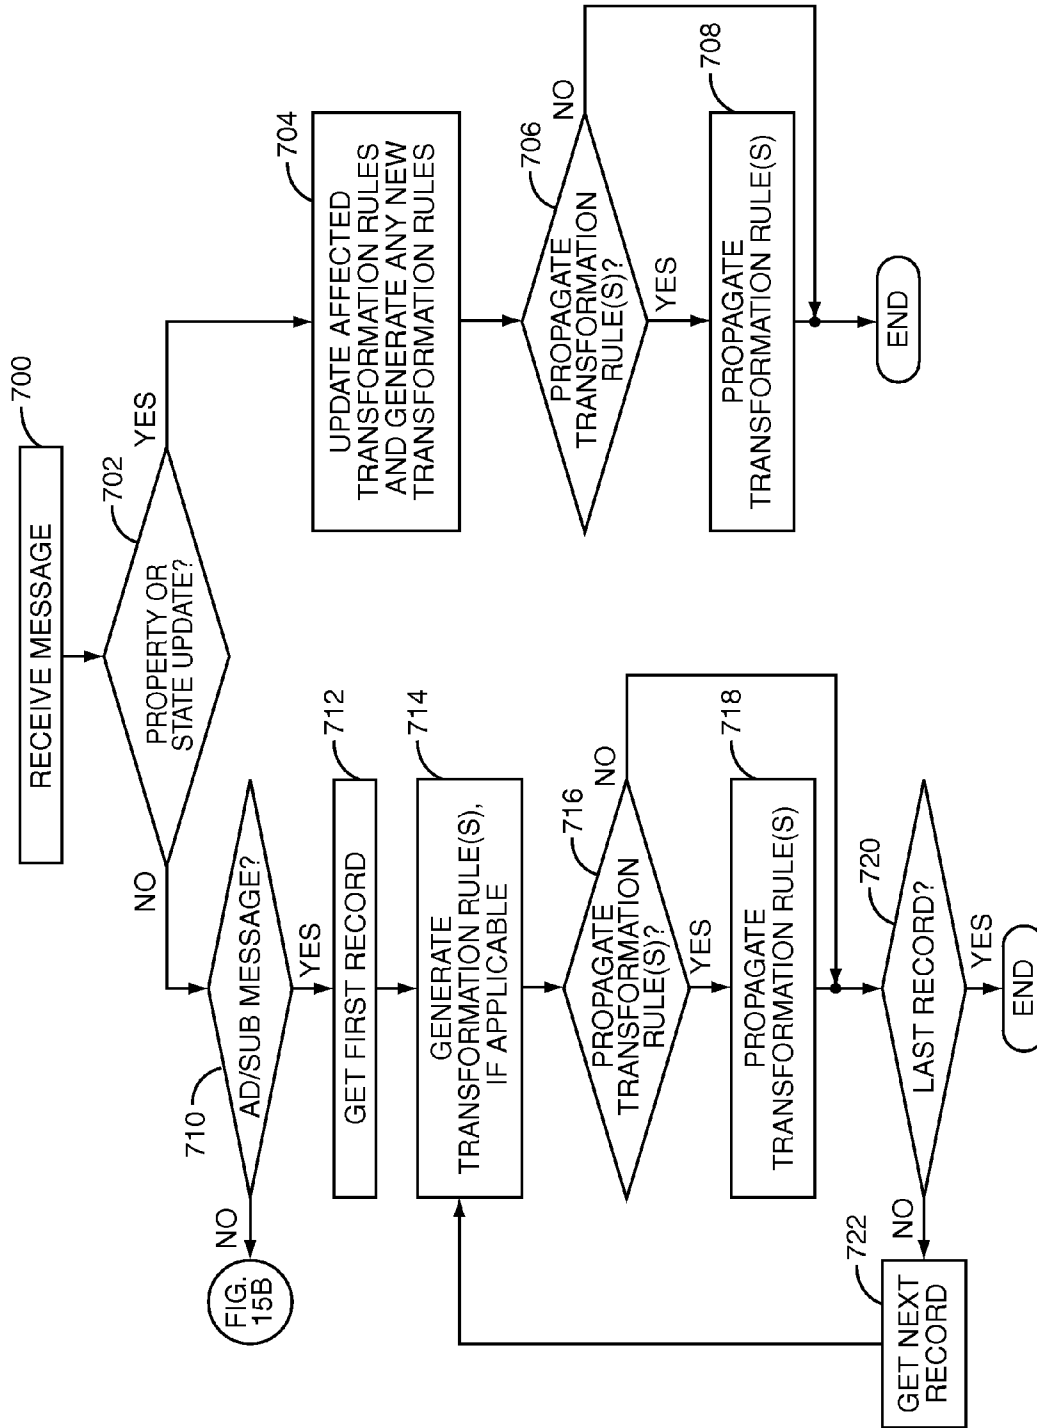 RECEIVE MESSAGE
700
PROPERTY OR
STATE UPDATE?
702
YES
NO
UPDATE AFFECTED
TRANSFORMATION RULES
AND GENERATE ANY NEW
TRANSFORMATION RULES
704
PROPAGATE
TRANSFORMATION
RULE(S)?
706
NO
YES
PROPAGATE
TRANSFORMATION RULE(S)
708
END
AD/SUB MESSAGE?
710
NO
FIG.
15B
YES
GET FIRST RECORD
712
GENERATE
TRANSFORMATION RULE(S),
IF APPLICABLE
714
PROPAGATE
TRANSFORMATION
RULE(S)?
716
NO
YES
PROPAGATE
TRANSFORMATION RULE(S)
718
LAST RECORD?
720
NO
YES
GET NEXT
RECORD
722
END